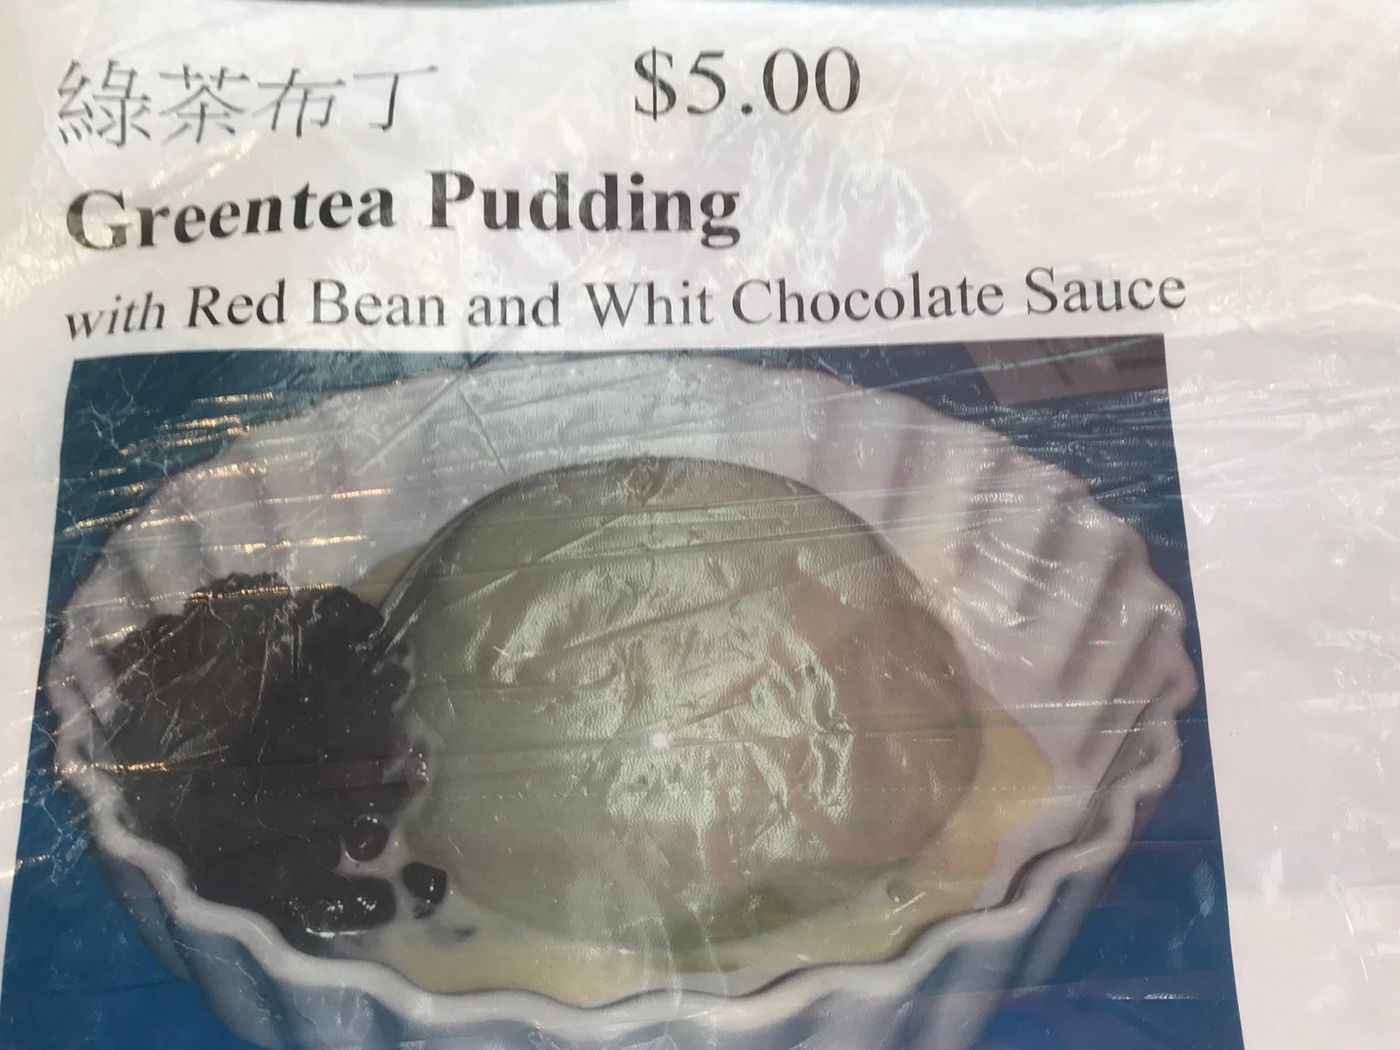 綠茶布丁 $5.00
Greentea Pudding
with Red Bean and Whit Chocolate Sauce